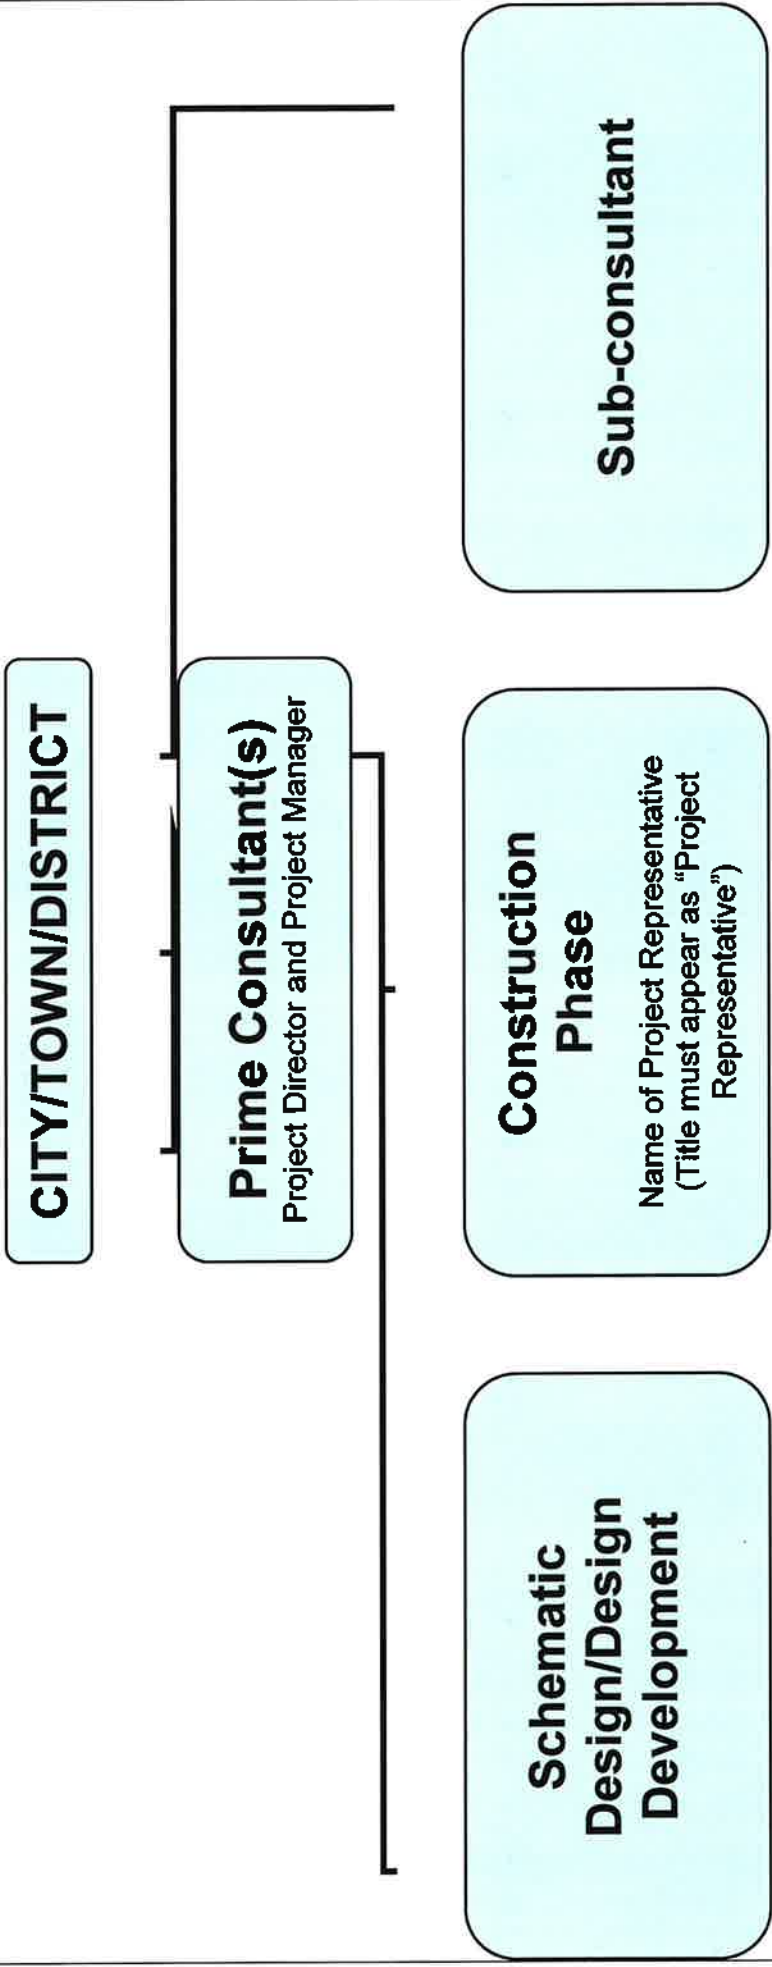 CITY/TOWN/DISTRICT
Prime Consultant(s)
Project Director and Project Manager
Schematic
Design/Design
Development
Construction
Phase
Name of Project Representative
(Title must appear as “Project
Representative”)
Sub-consultant